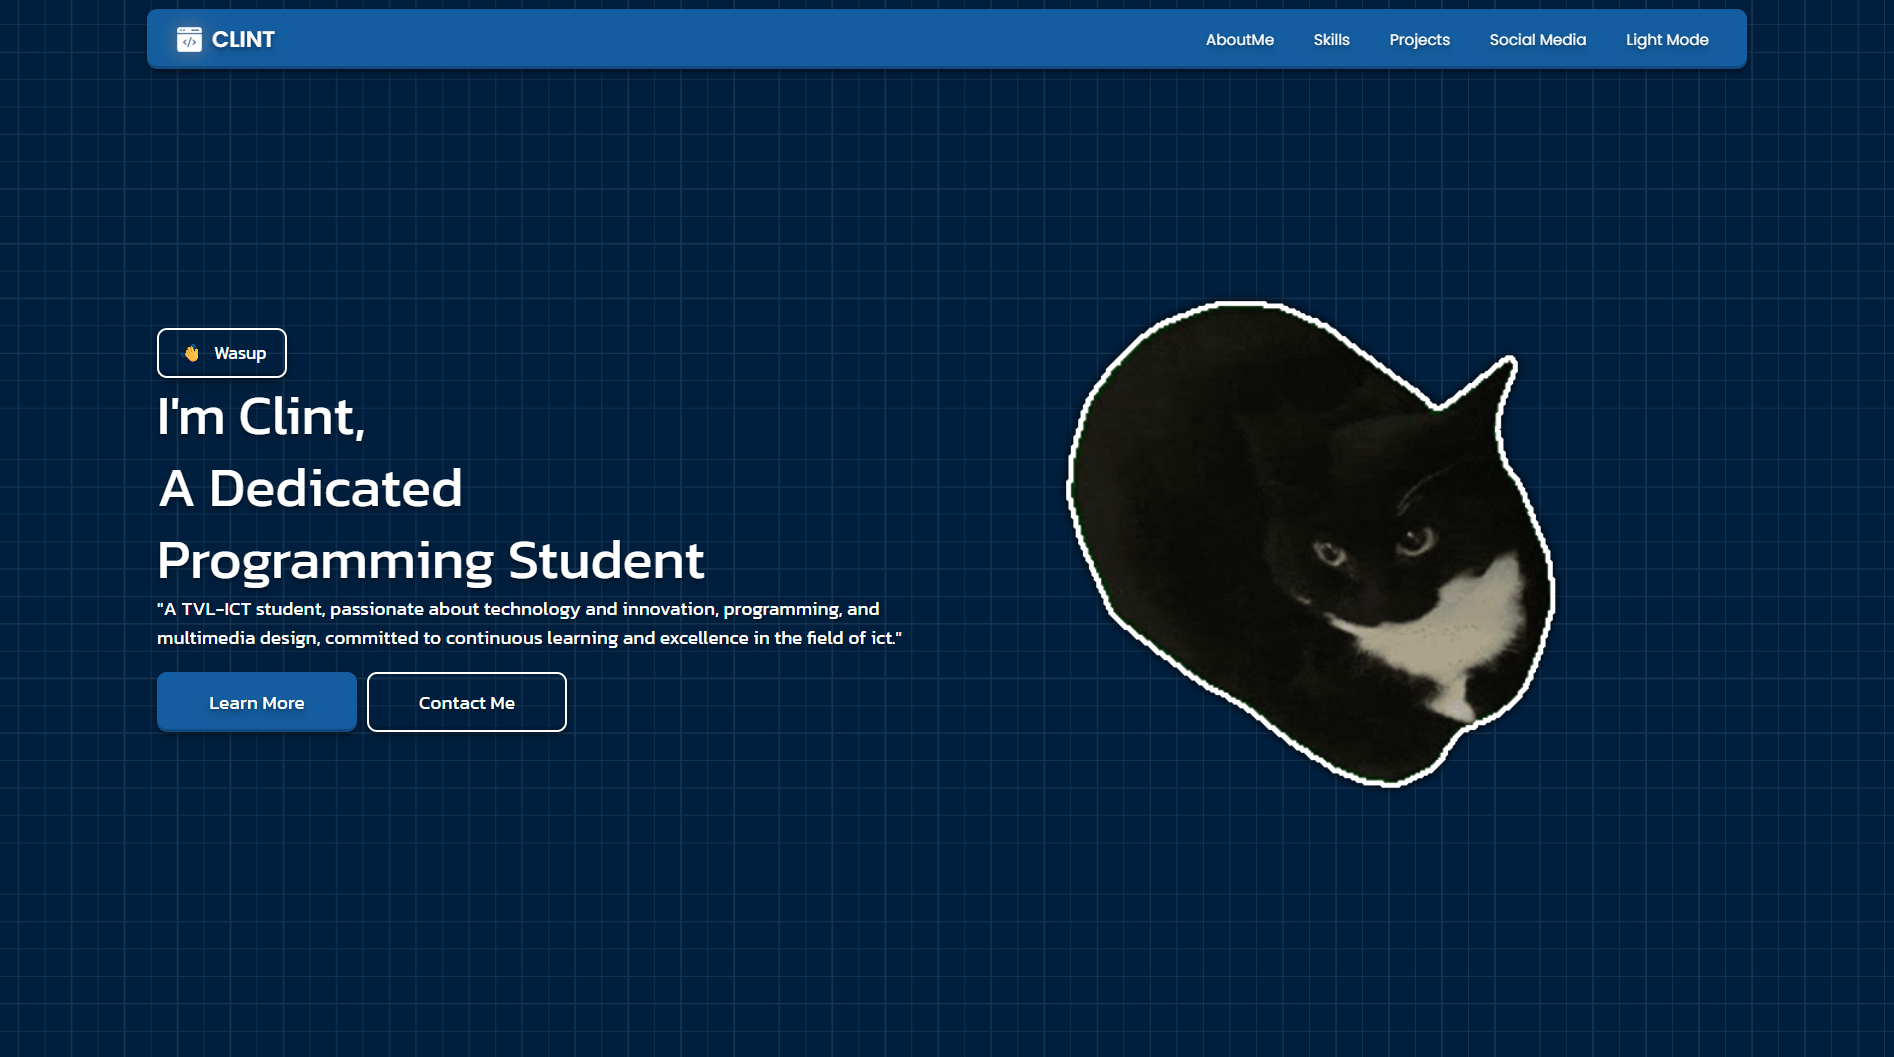 CLINT
AboutMe
Skills
Projects
Social Media
Light Mode
👋 Wasup
I'm Clint,
A Dedicated
Programming Student
"A TVL-ICT student, passionate about technology and innovation, programming, and
multimedia design, committed to continuous learning and excellence in the field of ict."
Learn More
Contact Me